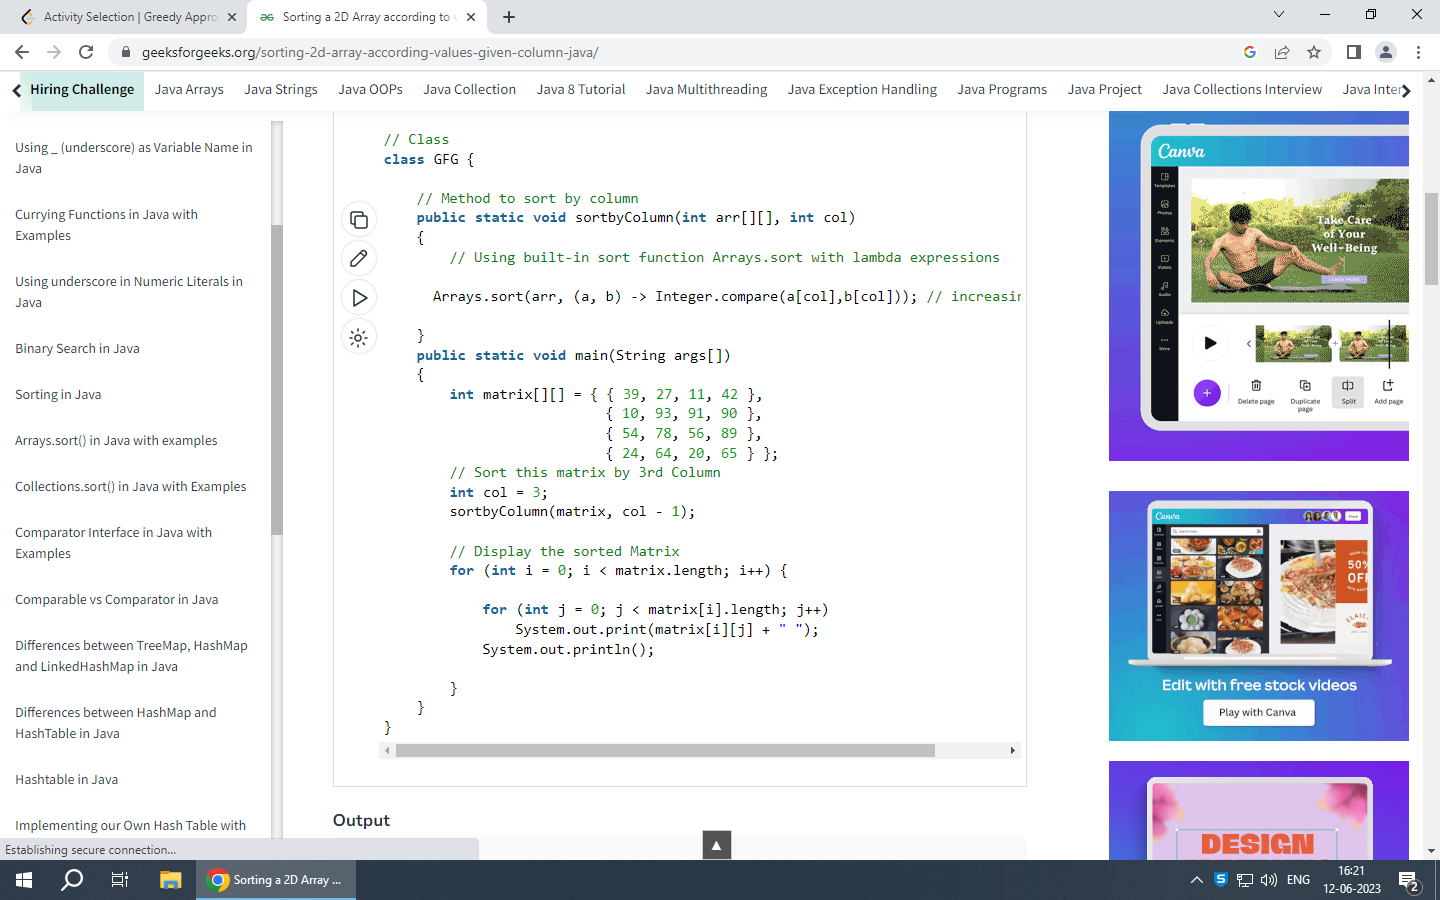 Activity Selection | Greedy Appro
Sorting a 2D Array according to v
geeksforgeeks.org/sorting-2d-array-according-values-given-column-java/
Hiring Challenge
Java Arrays
Java Strings
Java OOPs
Java Collection
Java 8 Tutorial
Java Multithreading
Java Exception Handling
Java Programs
Java Project
Java Collections Interview
Java Inter
Using _ (underscore) as Variable Name in
Java
Currying Functions in Java with
Examples
Using underscore in Numeric Literals in
Java
Binary Search in Java
Sorting in Java
Arrays.sort() in Java with examples
Collections.sort() in Java with Examples
Comparator Interface in Java with
Examples
Comparable vs Comparator in Java
Differences between TreeMap, HashMap
and LinkedHashMap in Java
Differences between HashMap and
HashTable in Java
Hashtable in Java
Implementing our Own Hash Table with
Establishing secure connection...
// Class
class GFG {
// Method to sort by column
public static void sortbyColumn(int arr[][], int col)
{
// Using built-in sort function Arrays.sort with lambda expressions
Arrays.sort(arr, (a, b) -> Integer.compare(a[col],b[col])); // increasin
}
public static void main(String args[])
{
int matrix[][] = { { 39, 27, 11, 42 },
{ 10, 93, 91, 90 },
{ 54, 78, 56, 89 },
{ 24, 64, 20, 65 } };
// Sort this matrix by 3rd Column
int col = 3;
sortbyColumn(matrix, col - 1);
// Display the sorted Matrix
for (int i = 0; i < matrix.length; i++) {
for (int j = 0; j < matrix[i].length; j++)
System.out.print(matrix[i][j] + " ");
System.out.println();
}
}
}
Output
Canva
Templates
Photos
Elements
Videos
Audio
Uploads
More
Take Care
of Your
Well-Being
Delete page
Duplicate
page
Split
Add page
Canva
50%
OFF
Edit with free stock videos
Play with Canva
DESIGN
Sorting a 2D Array ...
ENG
16:21
12-06-2023
2